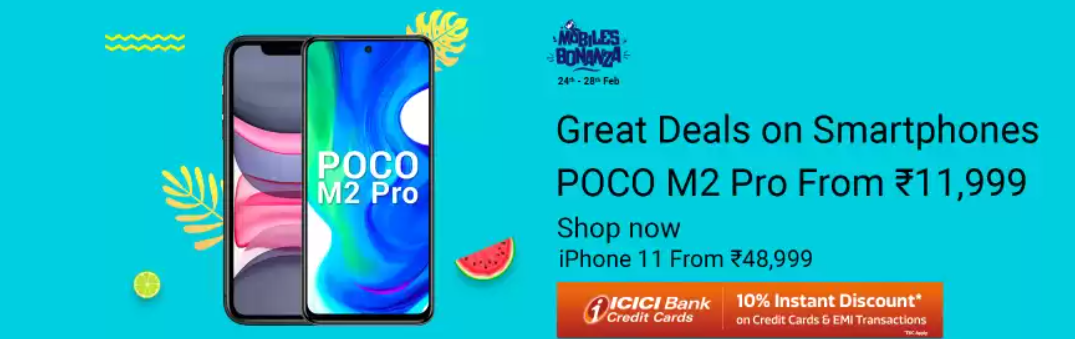 MOBILES
BONANZA
24th - 28th Feb
Great Deals on Smartphones
POCO M2 Pro From ₹11,999
Shop now
iPhone 11 From ₹48,999
POCO
M2 Pro
ICICI Bank
Credit Cards
10% Instant Discount*
on Credit Cards & EMI Transactions
*T&C Apply